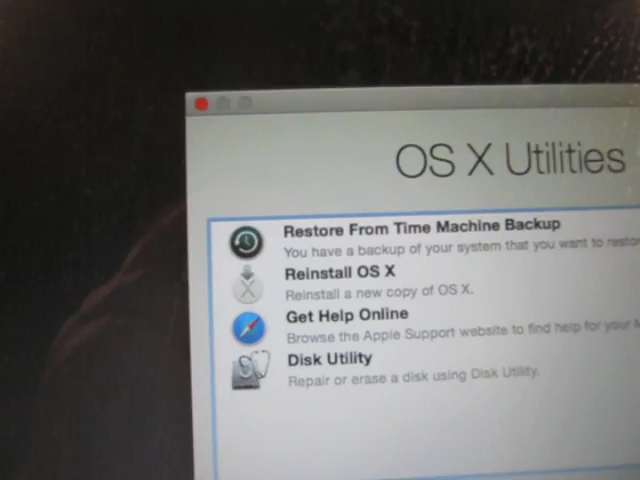 OS X Utilities
Restore From Time Machine Backup
You have a backup of your system that you want to
Reinstall OS X
Reinstall a new copy of OS X.
Get Help Online
Browse the Apple Support website to find help for your
Disk Utility
Repair or erase a disk using Disk Utility.